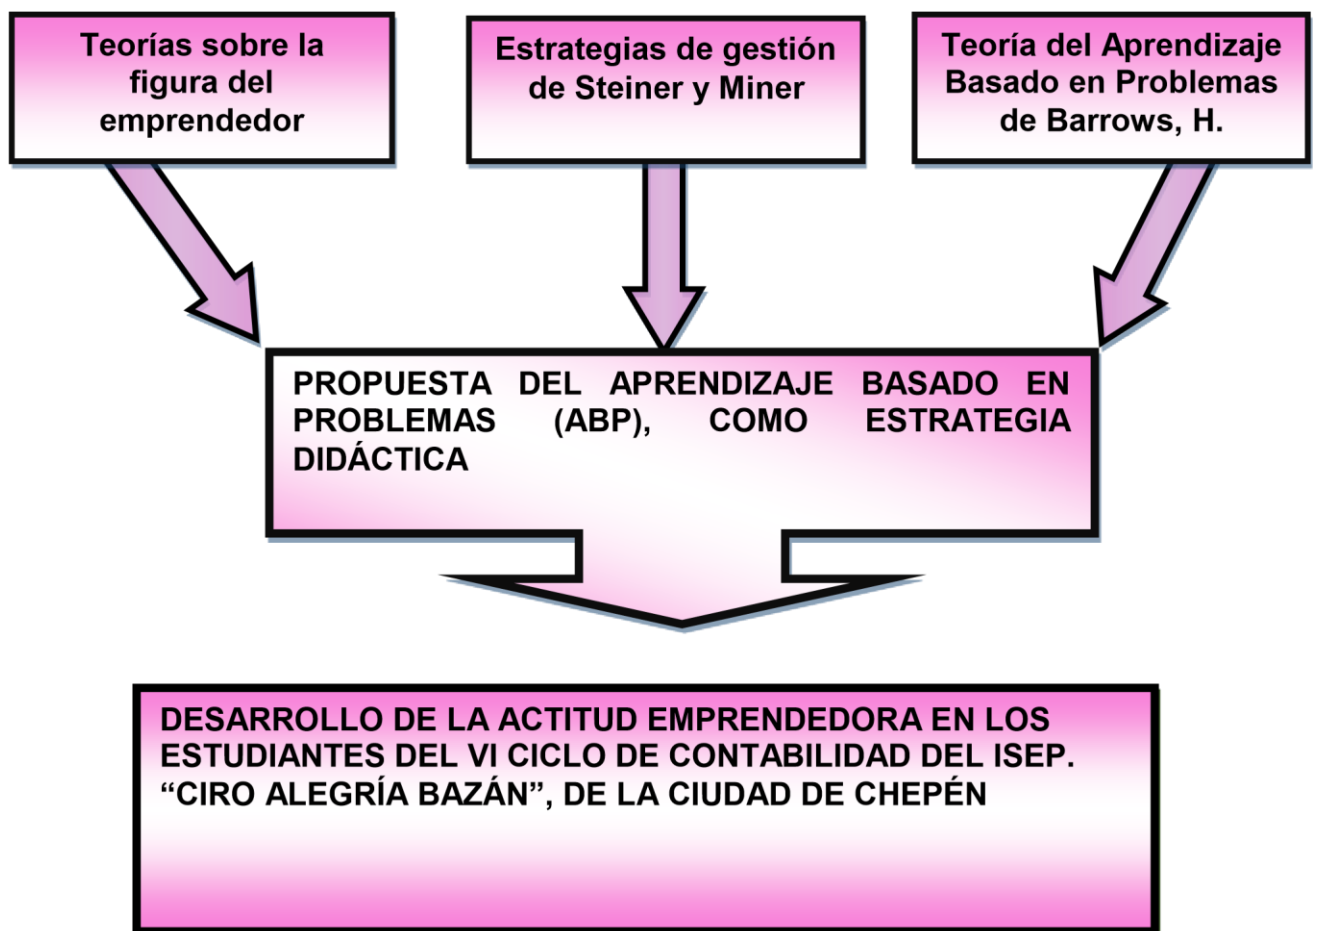 Teorías sobre la
figura del
emprendedor
Estrategias de gestión
de Steiner y Miner
Teoría del Aprendizaje
Basado en Problemas
de Barrows, H.
PROPUESTA DEL APRENDIZAJE BASADO EN
PROBLEMAS (ABP), COMO ESTRATEGIA
DIDÁCTICA
DESARROLLO DE LA ACTITUD EMPRENDEDORA EN LOS
ESTUDIANTES DEL VI CICLO DE CONTABILIDAD DEL ISEP.
“CIRO ALEGRÍA BAZÁN”, DE LA CIUDAD DE CHEPÉN